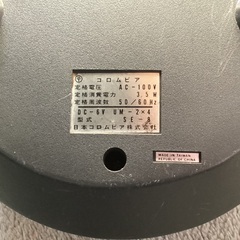 コロムビア
定格電圧 AC-100V
定格消費電力 3.5W
定格周波数 50/60Hz
DC-6V UM-2×4
型式 SE-8
日本コロムビア株式会社
MADE IN TAIWAN
REPUBLIC OF CHINA